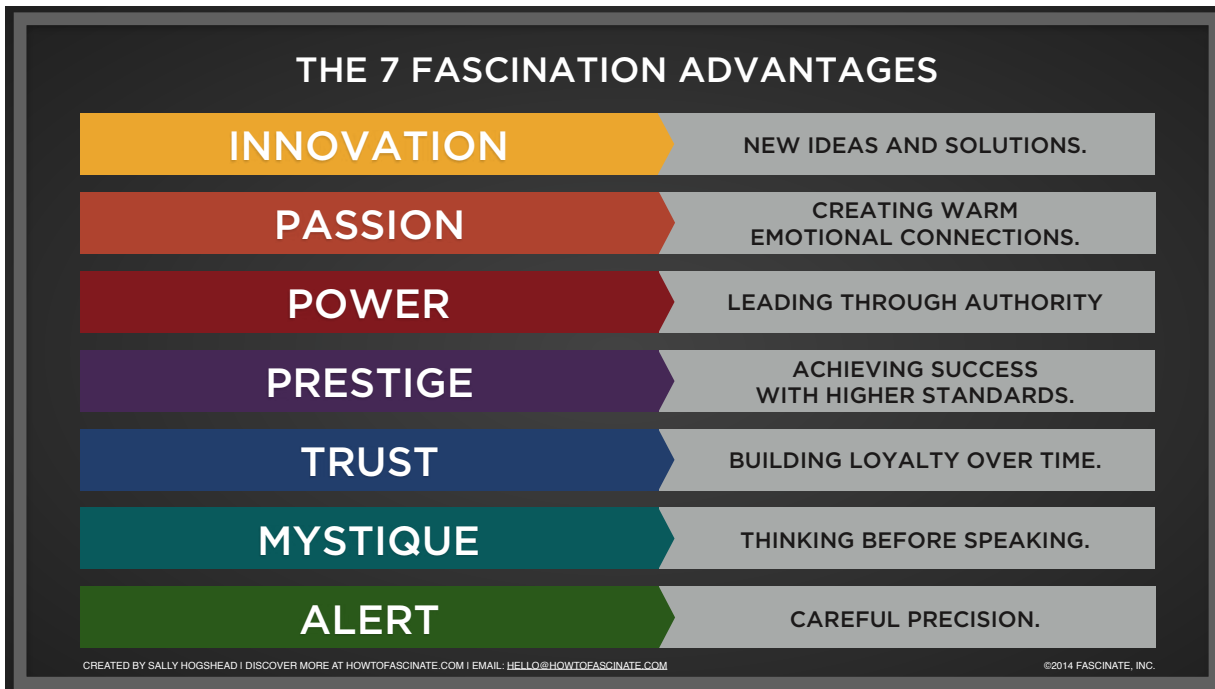 THE 7 FASCINATION ADVANTAGES
INNOVATION
NEW IDEAS AND SOLUTIONS.
PASSION
CREATING WARM
EMOTIONAL CONNECTIONS.
POWER
LEADING THROUGH AUTHORITY
PRESTIGE
ACHIEVING SUCCESS
WITH HIGHER STANDARDS.
TRUST
BUILDING LOYALTY OVER TIME.
MYSTIQUE
THINKING BEFORE SPEAKING.
ALERT
CAREFUL PRECISION.
CREATED BY SALLY HOGSHEAD I DISCOVER MORE AT HOWTOFASCINATE.COM I EMAIL: HELLO@HOWTOFASCINATE.COM
©2014 FASCINATE, INC.